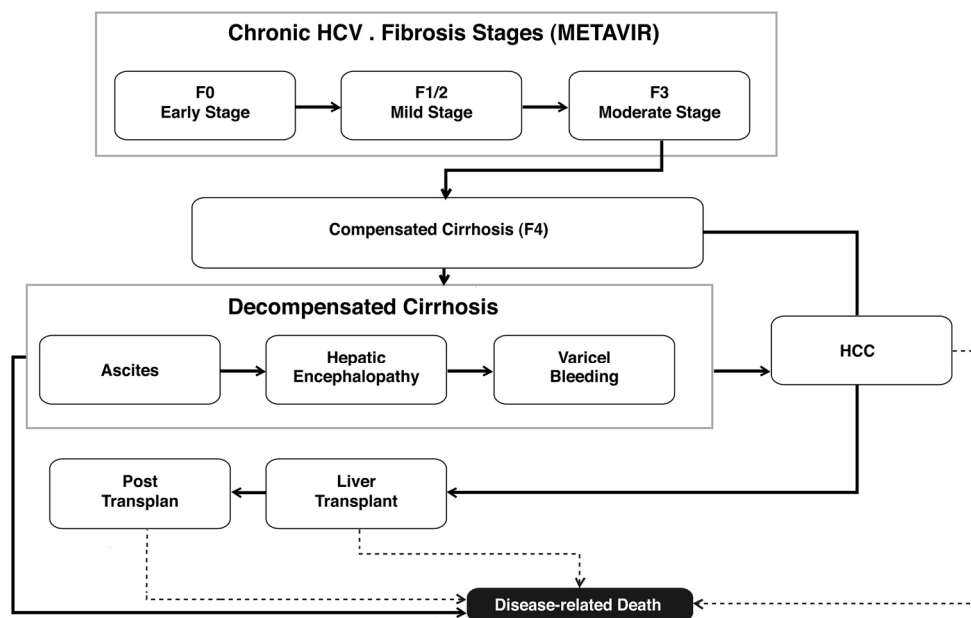 Chronic HCV . Fibrosis Stages (METAVIR)
F0
Early Stage
F1/2
Mild Stage
F3
Moderate Stage
Compensated Cirrhosis (F4)
Decompensated Cirrhosis
Ascites
Hepatic
Encephalopathy
Varicel
Bleeding
HCC
Post
Transplan
Liver
Transplant
Disease-related Death